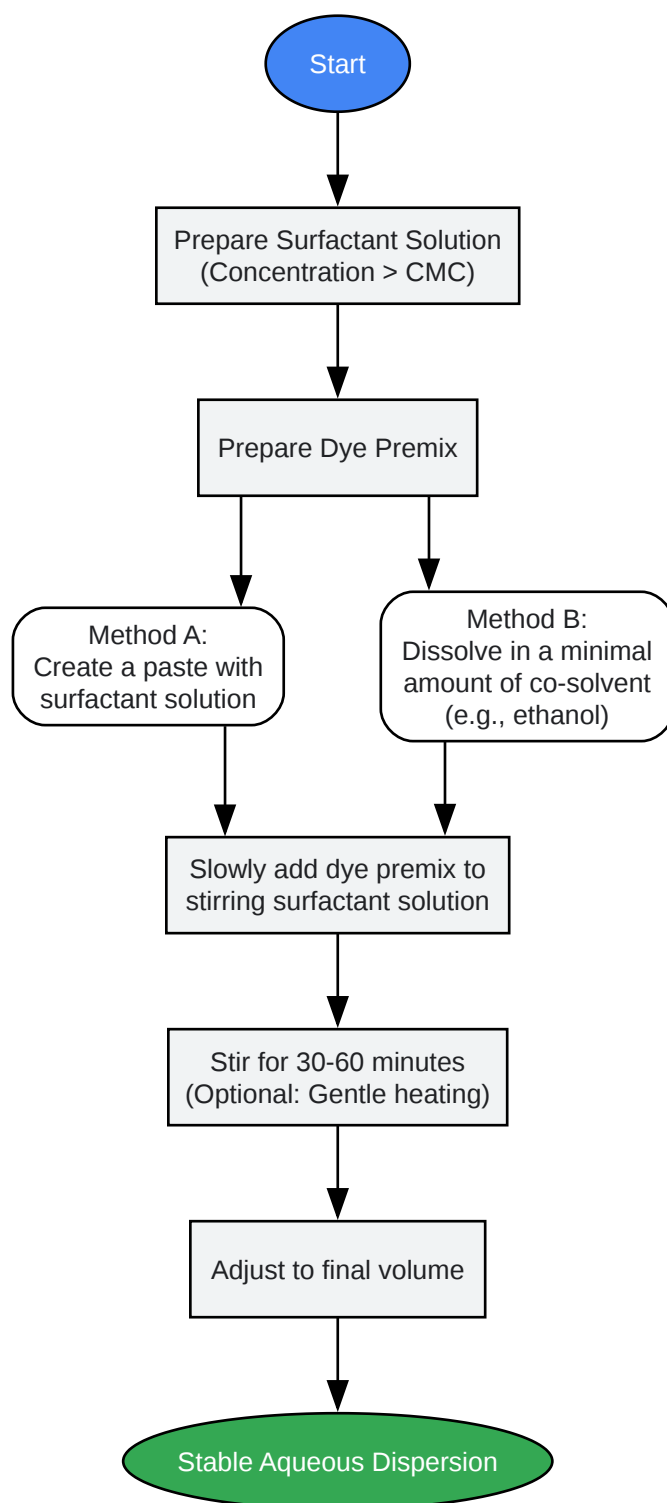 Start
Prepare Surfactant Solution
(Concentration > CMC)
Prepare Dye Premix
Method A:
Create a paste with
surfactant solution
Method B:
Dissolve in a minimal
amount of co-solvent
(e.g., ethanol)
Slowly add dye premix to
stirring surfactant solution
Stir for 30-60 minutes
(Optional: Gentle heating)
Adjust to final volume
Stable Aqueous Dispersion